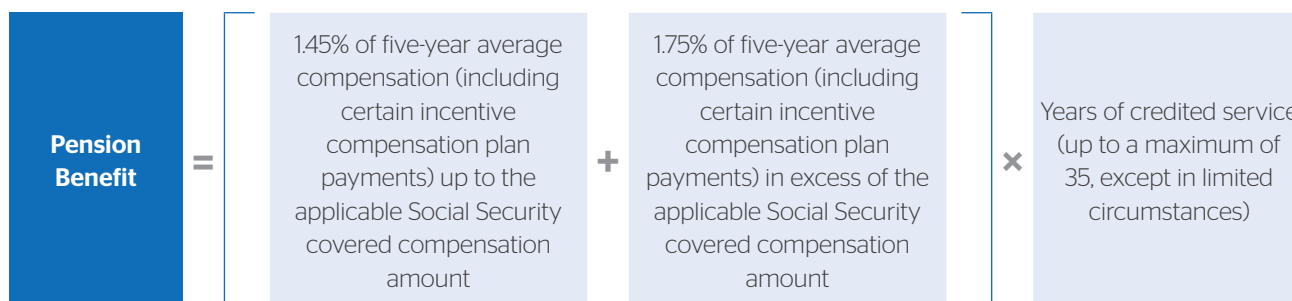 Pension
Benefit
=
1.45% of five-year average
compensation (including
certain incentive
compensation plan
payments) up to the
applicable Social Security
covered compensation
amount
+
1.75% of five-year average
compensation (including
certain incentive
compensation plan
payments) in excess of the
applicable Social Security
covered compensation
amount
×
Years of credited service
(up to a maximum of
35, except in limited
circumstances)